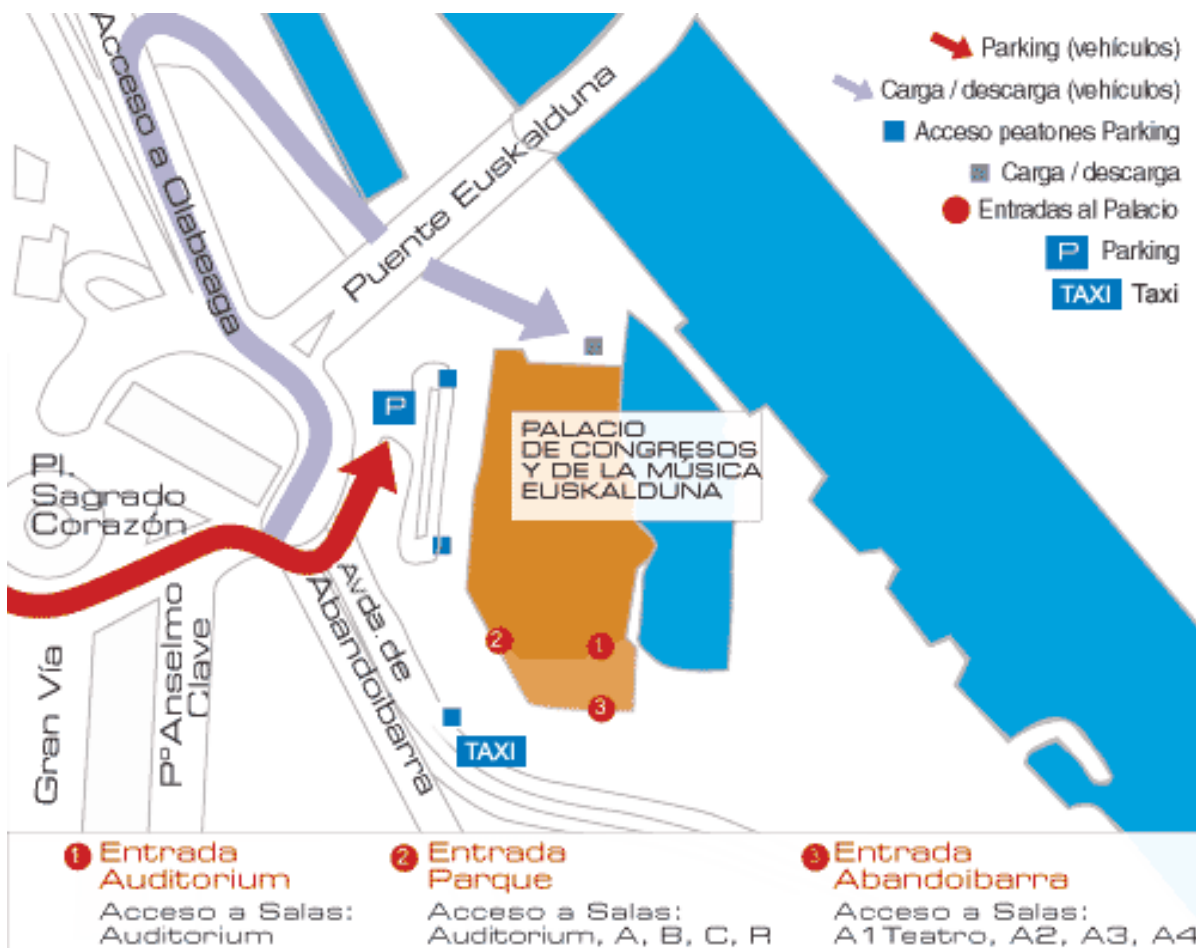 Parking (vehículos)
Carga / descarga (vehículos)
Acceso peatones Parking
Carga / descarga
Entradas al Palacio
P Parking
TAXI Taxi
Acceso a Olabeaga
Puente Euskalduna
P
PALACIO
DE CONGRESOS
Y DE LA MÚSICA
EUSKALDUNA
Pl.
Sagrado
Corazón
Gran Vía
Pº Anselmo
Clave
Avda. de
Abandoibarra
2
1
3
TAXI
1 Entrada
Auditorium
Acceso a Salas:
Auditorium
2 Entrada
Parque
Acceso a Salas:
Auditorium, A, B, C, R
3 Entrada
Abandoibarra
Acceso a Salas:
A1 Teatro, A2, A3, A4